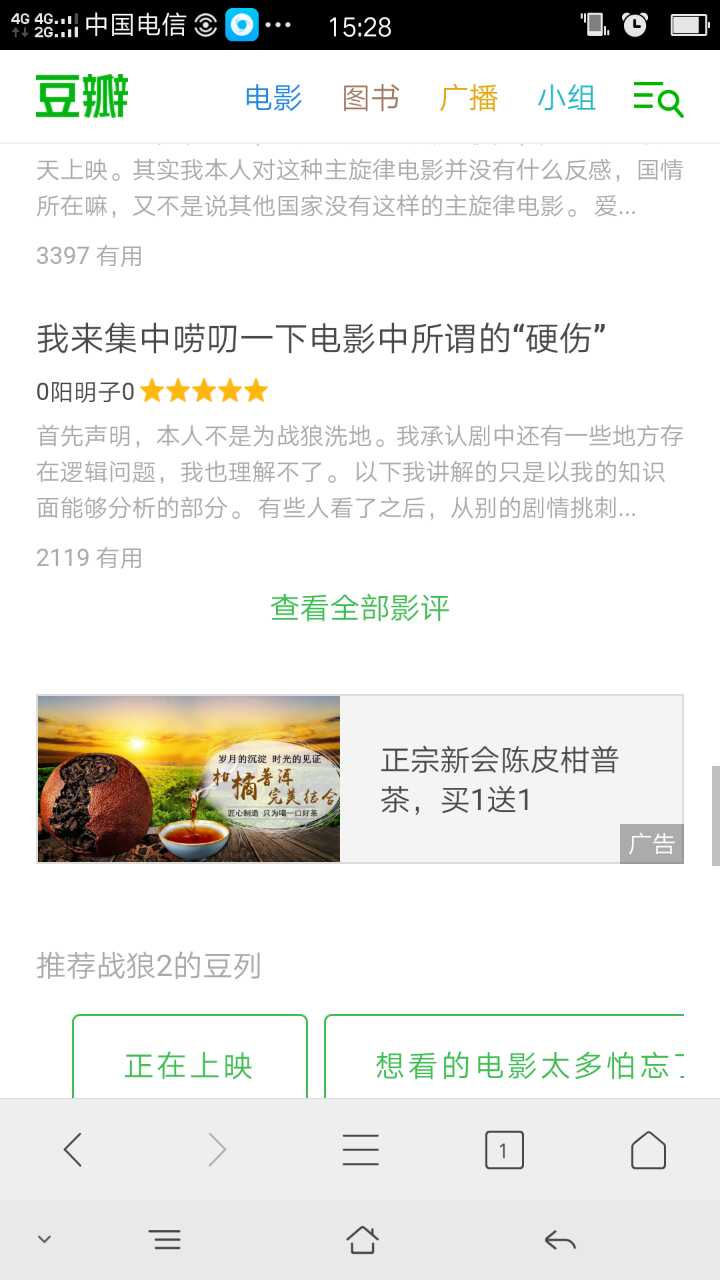 4G 4G 2G 中国电信 ••• 15:28
豆瓣 电影 图书 广播 小组
天上映。其实我本人对这种主旋律电影并没有什么反感，国情
所在嘛，又不是说其他国家没有这样的主旋律电影。 爱...
3397 有用
我来集中唠叨一下电影中所谓的“硬伤”
0阳明子0
首先声明，本人不是为战狼洗地。我承认剧中还有一些地方存
在逻辑问题，我也理解不了。 以下我讲解的只是以我的知识
面能够分析的部分。 有些人看了之后，从别的剧情挑刺...
2119 有用
查看全部影评
岁月的沉淀 时光的见证
柑橘普洱
完美结合
匠心制造 只为喝一口好茶
正宗新会陈皮柑普
茶，买1送1
广告
推荐战狼2的豆列
正在上映
想看的电影太多怕忘
1